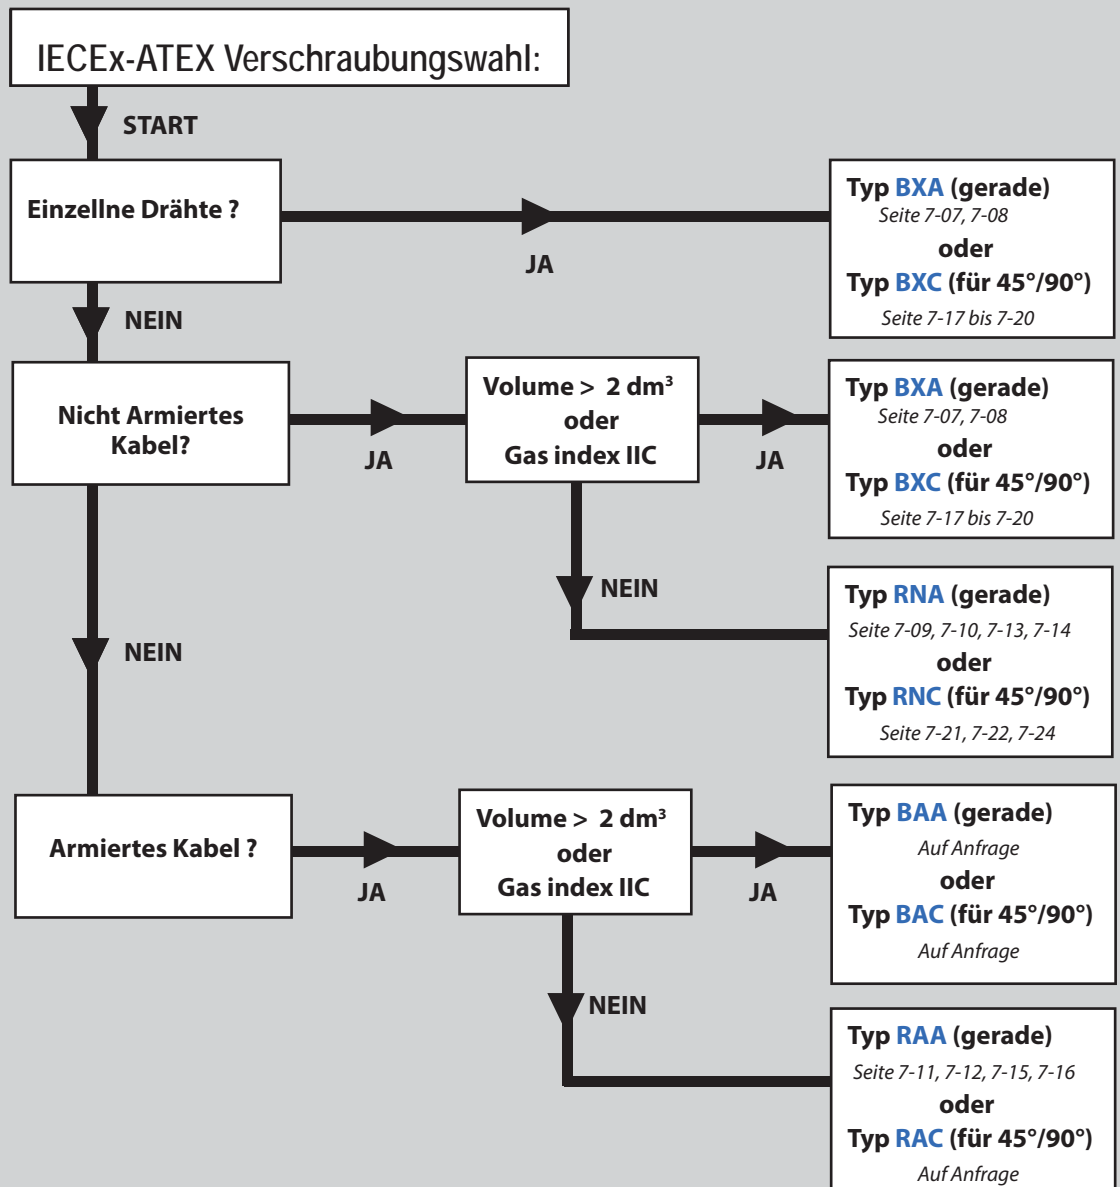 IECEx-ATEX Verschraubungswahl:
START
Einzellne Drähte ?
JA
Typ BXA (gerade)
Seite 7-07, 7-08
oder
Typ BXC (für 45°/90°)
Seite 7-17 bis 7-20
NEIN
Nicht Armiertes
Kabel?
JA
Volume > 2 dm³
oder
Gas index IIC
JA
Typ BXA (gerade)
Seite 7-07, 7-08
oder
Typ BXC (für 45°/90°)
Seite 7-17 bis 7-20
NEIN
Typ RNA (gerade)
Seite 7-09, 7-10, 7-13, 7-14
oder
Typ RNC (für 45°/90°)
Seite 7-21, 7-22, 7-24
NEIN
Armiertes Kabel ?
JA
Volume > 2 dm³
oder
Gas index IIC
JA
Typ BAA (gerade)
Auf Anfrage
oder
Typ BAC (für 45°/90°)
Auf Anfrage
NEIN
Typ RAA (gerade)
Seite 7-11, 7-12, 7-15, 7-16
oder
Typ RAC (für 45°/90°)
Auf Anfrage